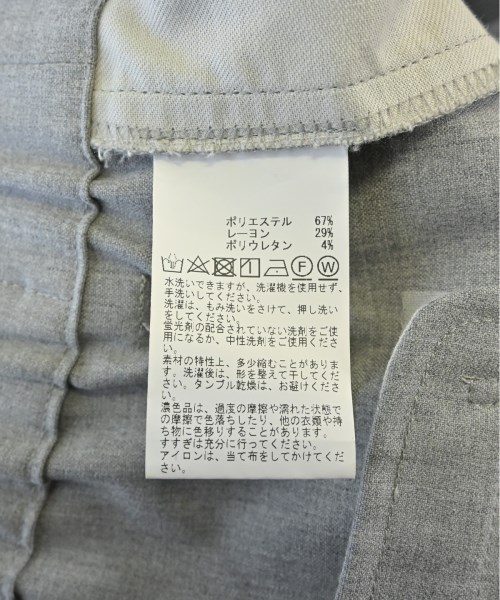 ポリエステル 67%
レーヨン 29%
ポリウレタン 4%
F W
水洗いできますが、洗濯機を使用せず、
手洗いしてください。
洗濯は、もみ洗いをさけて、押し洗い
をしてください。
蛍光剤の配合されていない洗剤をご使
用になるか、中性洗剤をご使用くださ
い。
素材の特性上、多少縮むことがありま
す。洗濯後は、形を整えて干してくだ
さい。タンブル乾燥は、お避けください。
濃色品は、過度の摩擦や濡れた状態で
の摩擦で色落ちしたり、他の衣類や持
ち物に色移りすることがあります。
すすぎは充分に行ってください。
アイロンは、当て布をしてかけてくだ
さい。